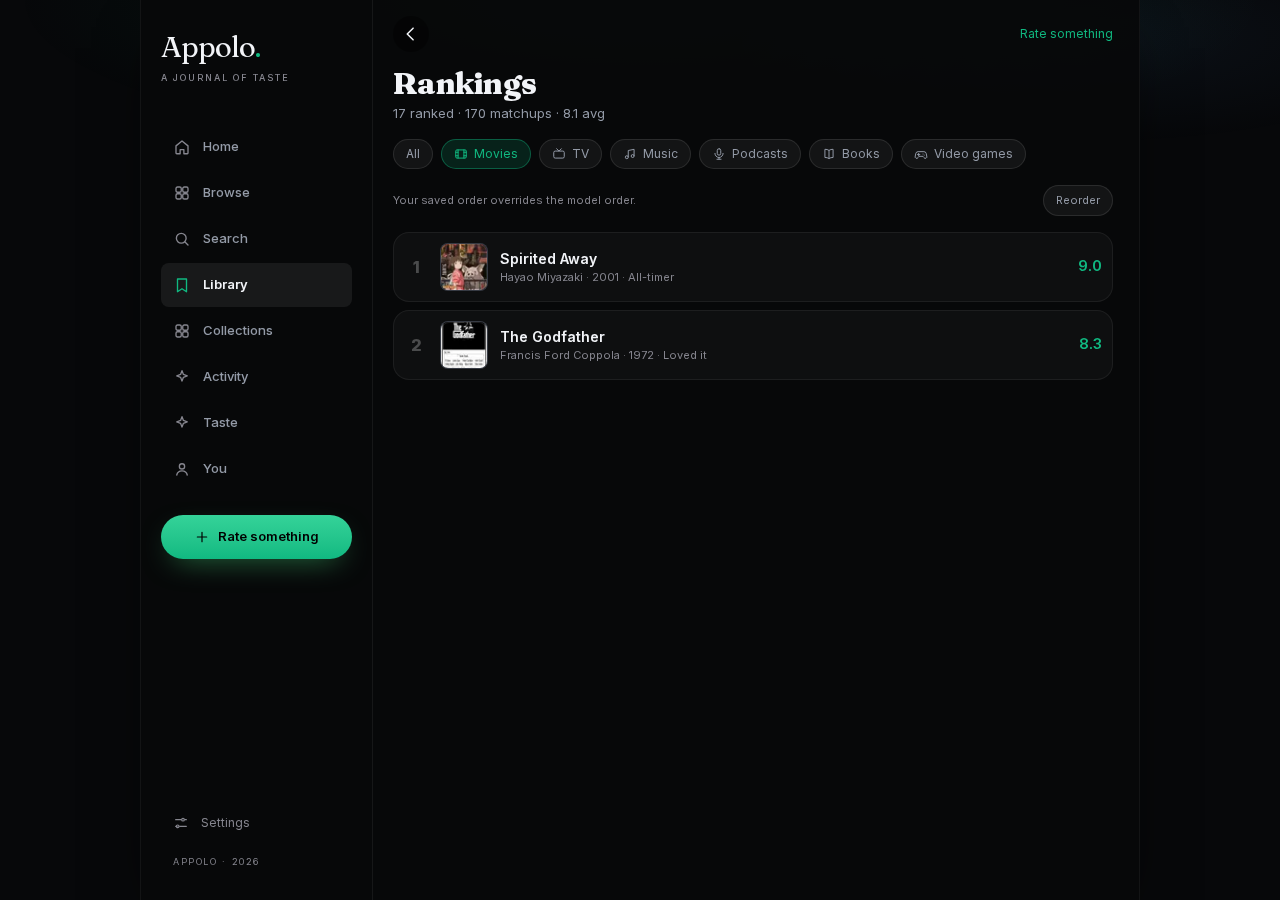 Appolo.
A JOURNAL OF TASTE
Home
Browse
Search
Library
Collections
Activity
Taste
You
Rate something
Settings
APPOLO · 2026
Rate something
Rankings
17 ranked · 170 matchups · 8.1 avg
All
Movies
TV
Music
Podcasts
Books
Video games
Your saved order overrides the model order.
Reorder
1
Spirited Away
Hayao Miyazaki · 2001 · All-timer
9.0
2
The Godfather
Francis Ford Coppola · 1972 · Loved it
8.3